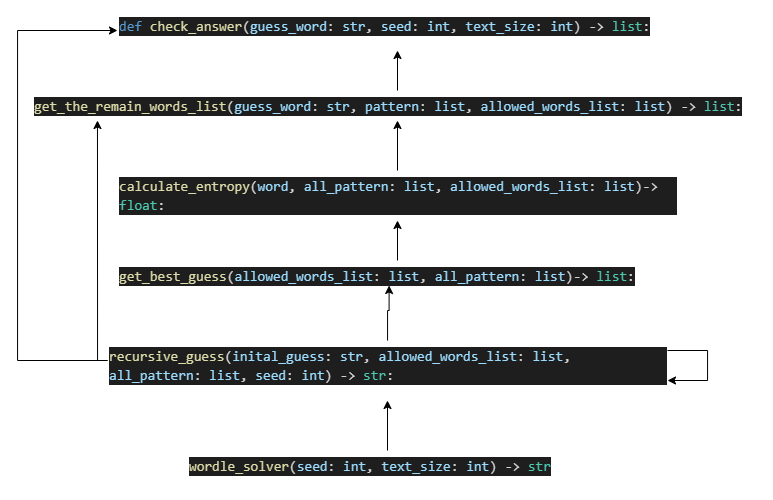 def check_answer(guess_word: str, seed: int, text_size: int) -> list:
get_the_remain_words_list(guess_word: str, pattern: list, allowed_words_list: list) -> list:
calculate_entropy(word, all_pattern: list, allowed_words_list: list)->
float:
get_best_guess(allowed_words_list: list, all_pattern: list)-> list:
recursive_guess(inital_guess: str, allowed_words_list: list,
all_pattern: list, seed: int) -> str:
wordle_solver(seed: int, text_size: int) -> str